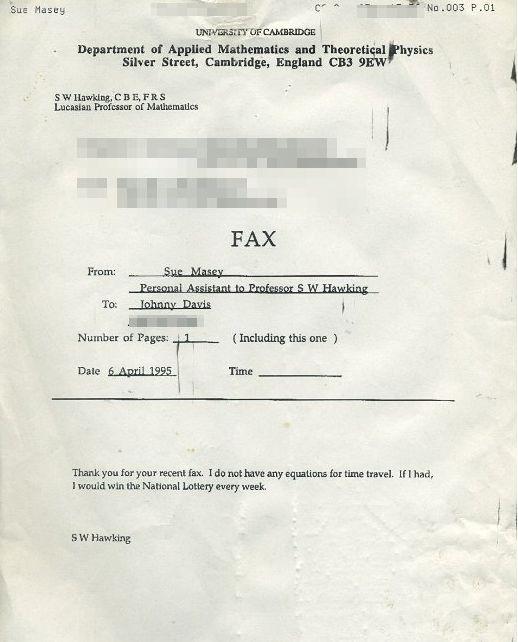 Sue Masey
No.003 P.01
UNIVERSITY OF CAMBRIDGE
Department of Applied Mathematics and Theoretical Physics
Silver Street, Cambridge, England CB3 9EW
S W Hawking, C B E, F R S
Lucasian Professor of Mathematics
FAX
From: Sue Masey
Personal Assistant to Professor S W Hawking
To: Johnny Davis
Number of Pages: 1 ( Including this one )
Date 6 April 1995 Time
Thank you for your recent fax. I do not have any equations for time travel. If I had,
I would win the National Lottery every week.
S W Hawking